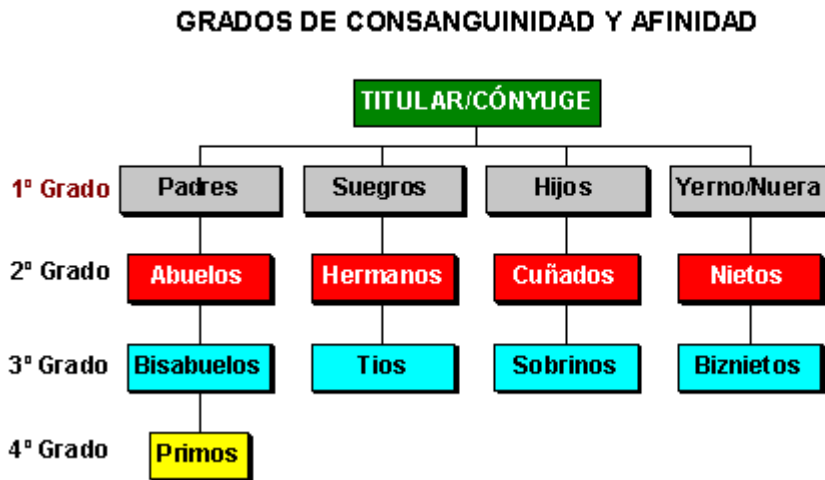 GRADOS DE CONSANGUINIDAD Y AFINIDAD
TITULAR/CÓNYUGE
1º Grado Padres Suegros Hijos Yerno/Nuera
2º Grado Abuelos Hermanos Cuñados Nietos
3º Grado Bisabuelos Tios Sobrinos Biznietos
4º Grado Primos